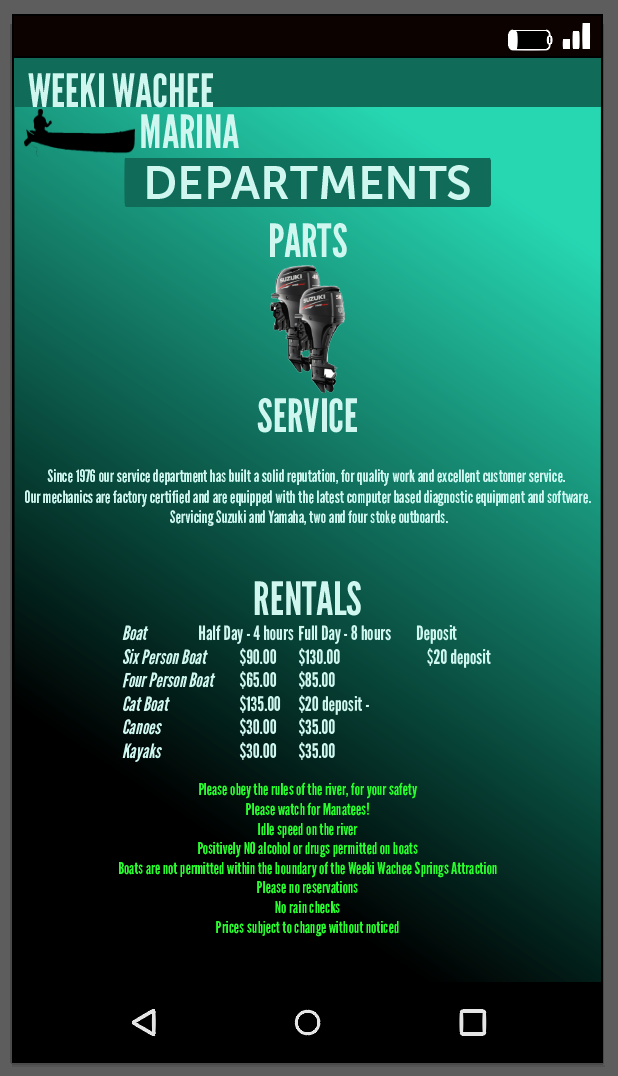 WEEKI WACHEE
MARINA
DEPARTMENTS
PARTS
SUZUKI
SUZUKI
SERVICE
Since 1976 our service department has built a solid reputation, for quality work and excellent customer service.
Our mechanics are factory certified and are equipped with the latest computer based diagnostic equipment and software.
Servicing Suzuki and Yamaha, two and four stoke outboards.
RENTALS
Boat Half Day - 4 hours Full Day - 8 hours Deposit
Six Person Boat $90.00 $130.00 $20 deposit
Four Person Boat $65.00 $85.00
Cat Boat $135.00 $20 deposit -
Canoes $30.00 $35.00
Kayaks $30.00 $35.00
Please obey the rules of the river, for your safety
Please watch for Manatees!
Idle speed on the river
Positively NO alcohol or drugs permitted on boats
Boats are not permitted within the boundary of the Weeki Wachee Springs Attraction
Please no reservations
No rain checks
Prices subject to change without noticed